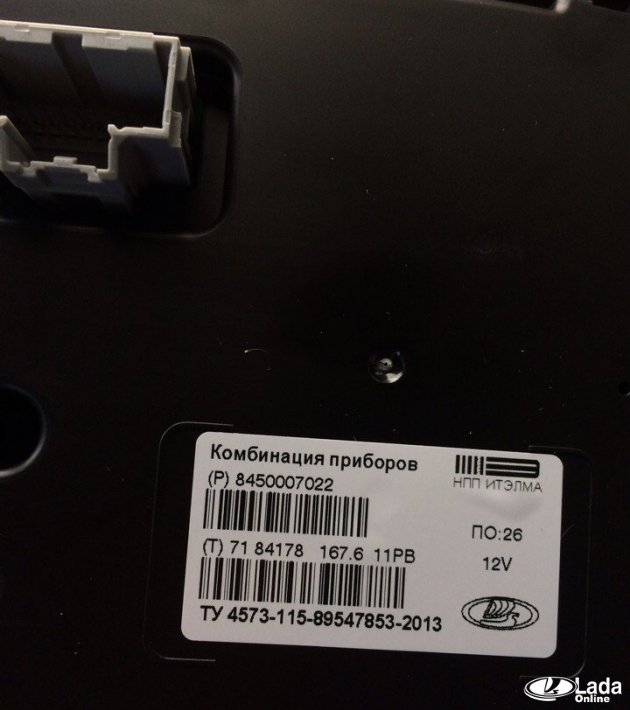 Комбинация приборов
(P) 8450007022
НПП ИТЭЛМА
ПО:26
(T) 71 84178 167.6 11PB
12V
ТУ 4573-115-89547853-2013
Lada
Online